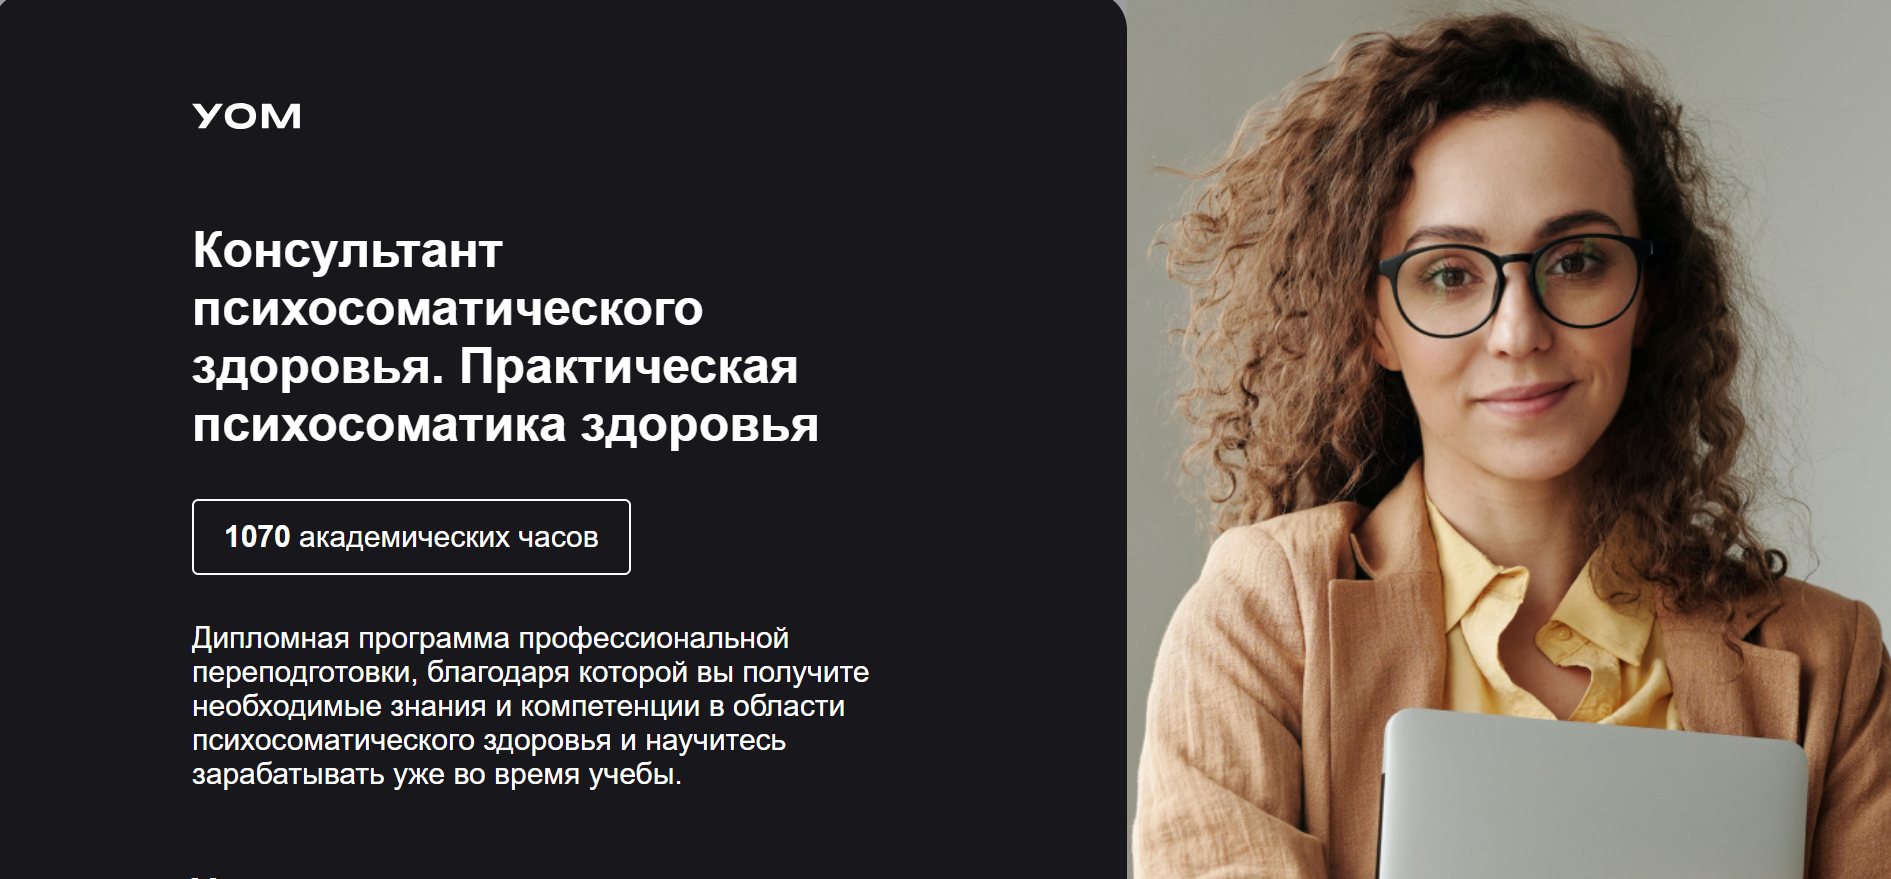 УОМ
Консультант
психосоматического
здоровья. Практическая
психосоматика здоровья
1070 академических часов
Дипломная программа профессиональной
переподготовки, благодаря которой вы получите
необходимые знания и компетенции в области
психосоматического здоровья и научитесь
зарабатывать уже во время учебы.